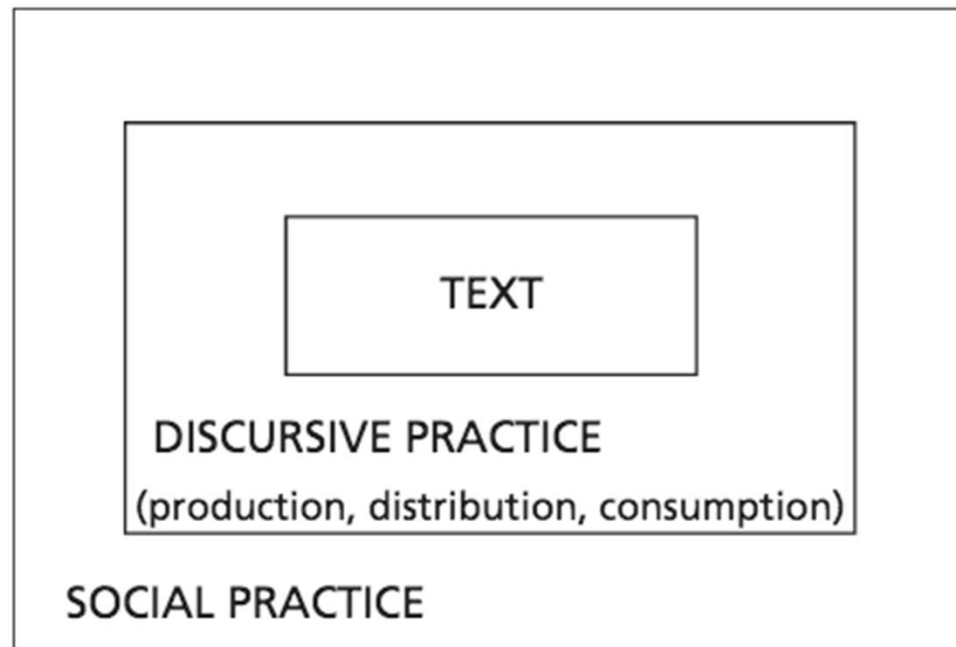 TEXT
DISCURSIVE PRACTICE
(production, distribution, consumption)
SOCIAL PRACTICE